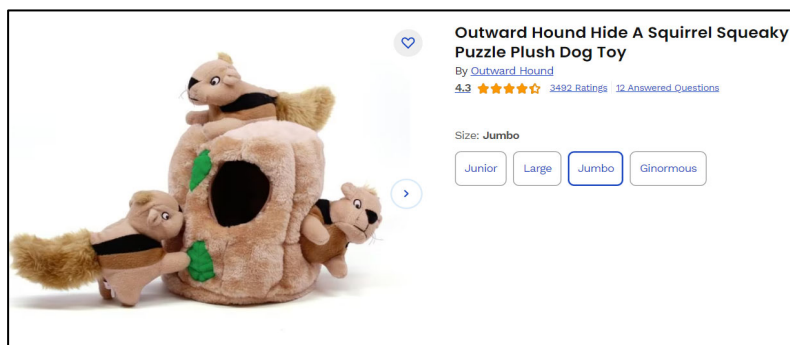 Outward Hound Hide A Squirrel Squeaky
Puzzle Plush Dog Toy
By Outward Hound
4.3 3492 Ratings 12 Answered Questions
Size: Jumbo
Junior Large Jumbo Ginormous